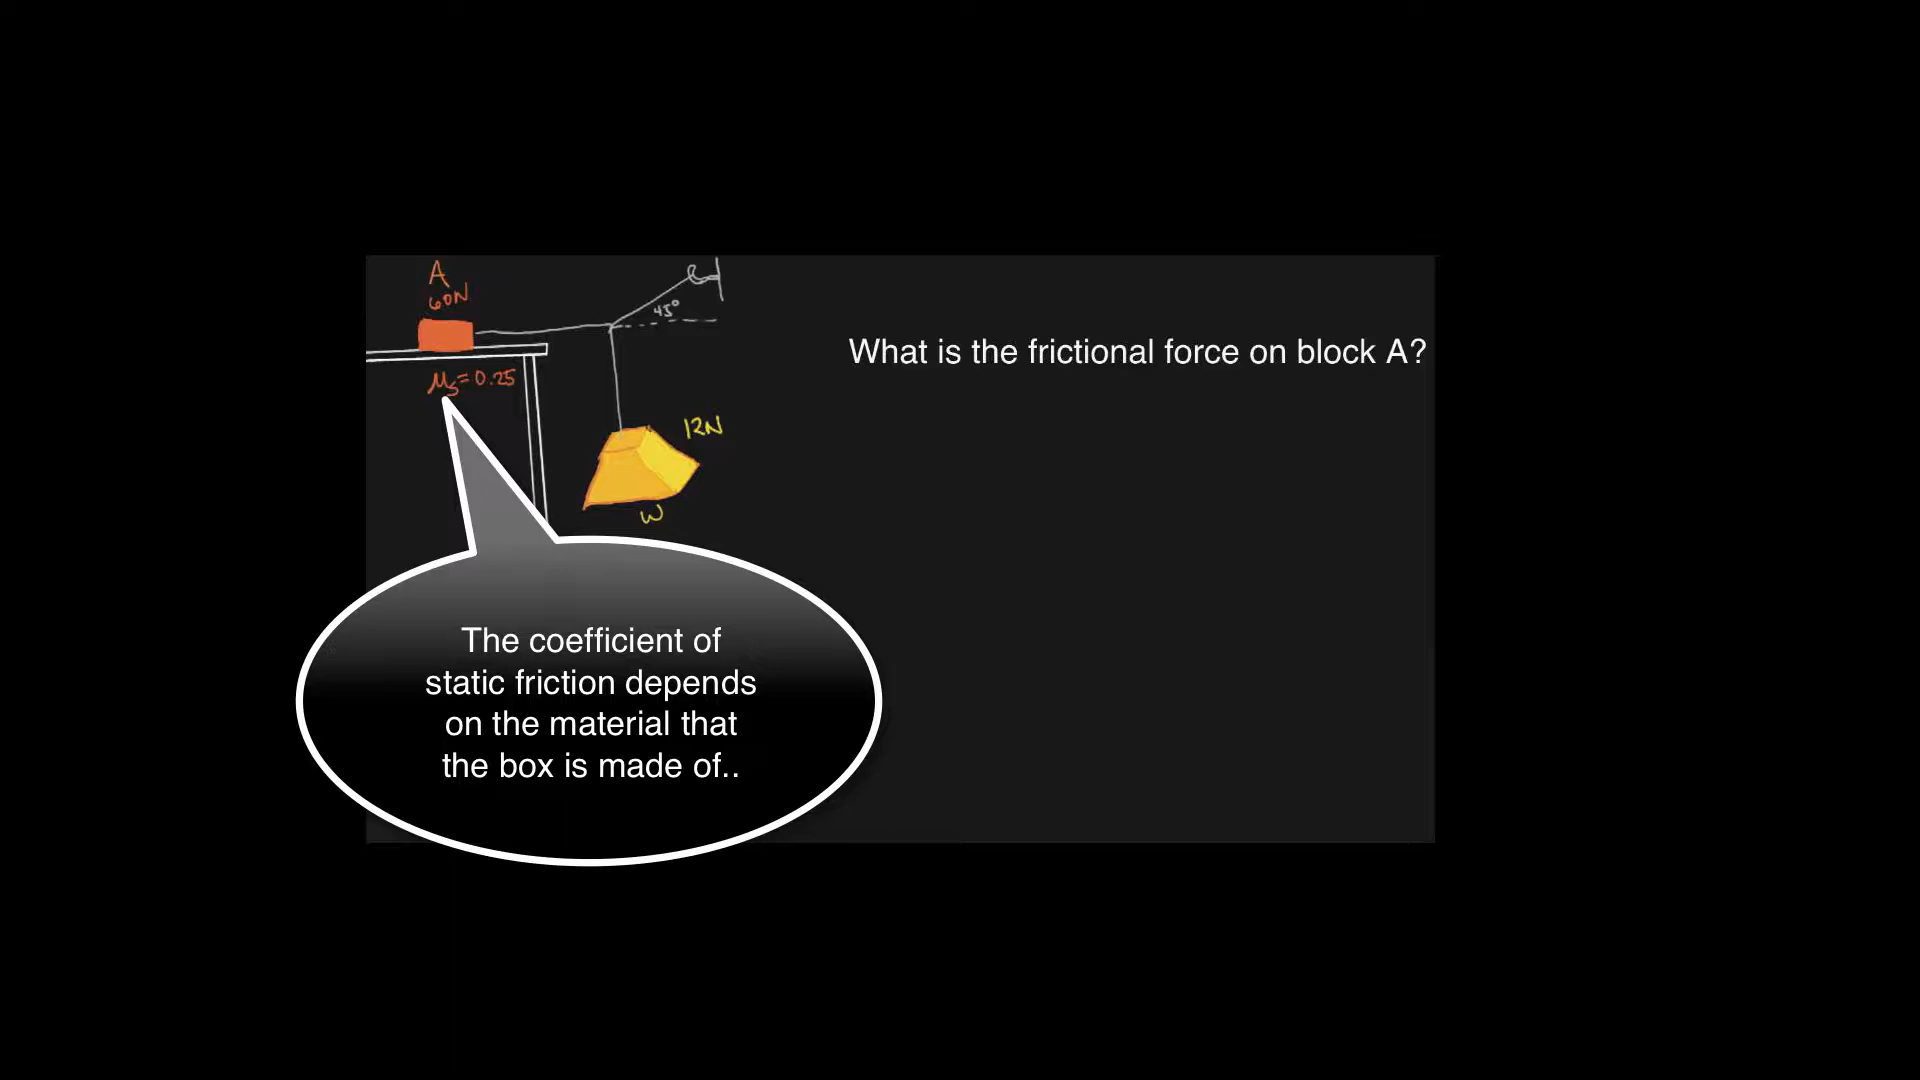 A
60N
45°
What is the frictional force on block A?
μs=0.25
12N
W
The coefficient of
static friction depends
on the material that
the box is made of..